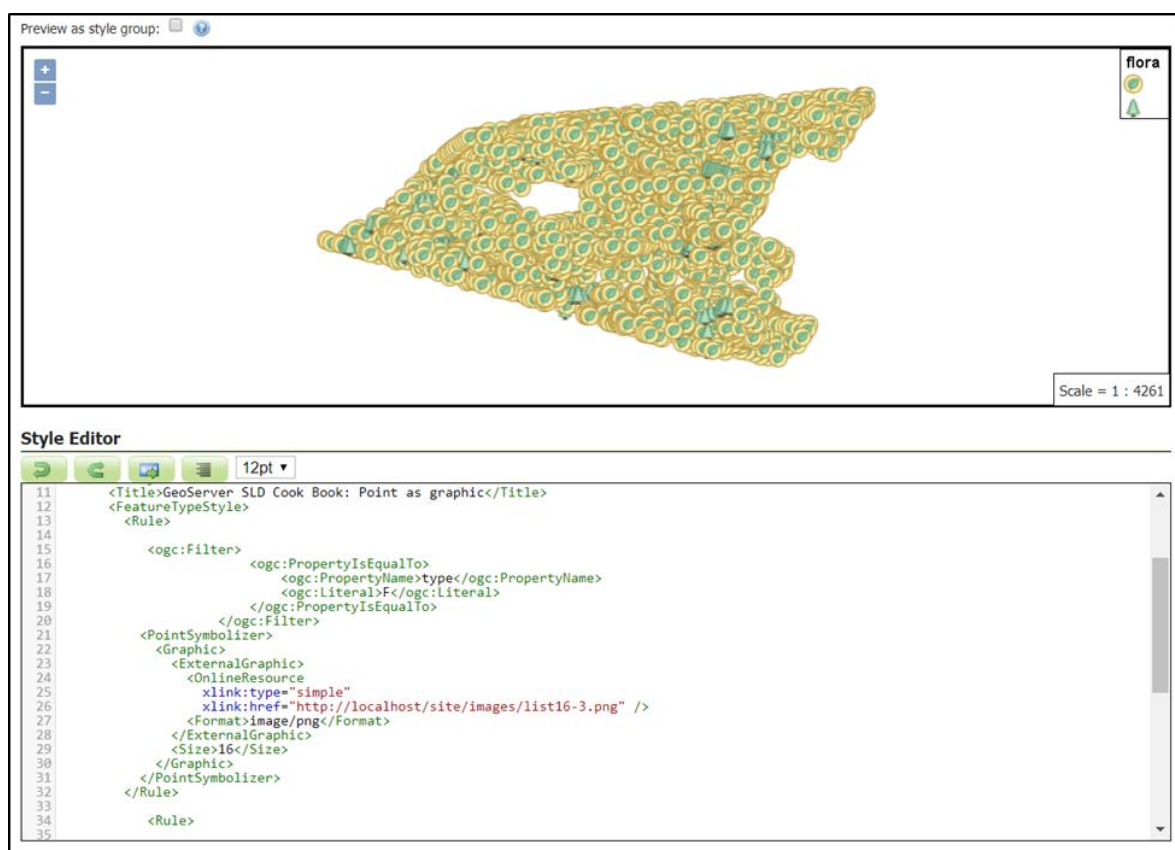 Preview as style group:
+
−
flora
Scale = 1 : 4261
Style Editor
12pt
11 <Title>GeoServer SLD Cook Book: Point as graphic</Title>
12 <FeatureTypeStyle>
13 <Rule>
14
15 <ogc:Filter>
16 <ogc:PropertyIsEqualTo>
17 <ogc:PropertyName>type</ogc:PropertyName>
18 <ogc:Literal>F</ogc:Literal>
19 </ogc:PropertyIsEqualTo>
20 </ogc:Filter>
21 <PointSymbolizer>
22 <Graphic>
23 <ExternalGraphic>
24 <OnlineResource
25 xlink:type="simple"
26 xlink:href="http://localhost/site/images/list16-3.png" />
27 <Format>image/png</Format>
28 </ExternalGraphic>
29 <Size>16</Size>
30 </Graphic>
31 </PointSymbolizer>
32 </Rule>
33
34 <Rule>
35